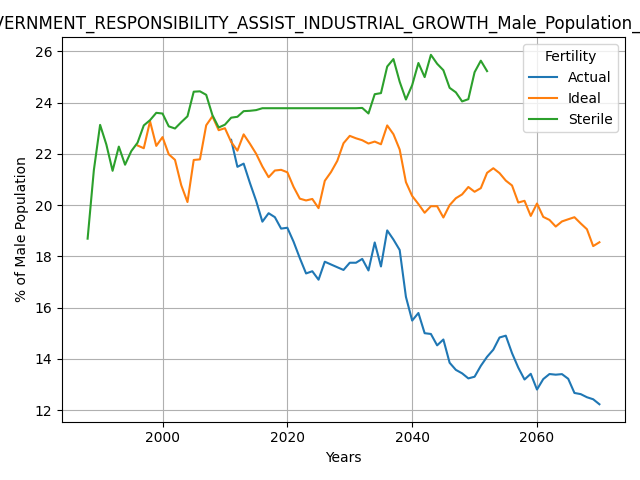 VERNMENT_RESPONSIBILITY_ASSIST_INDUSTRIAL_GROWTH_Male_Population_
Fertility
Actual
Ideal
Sterile
% of Male Population
26
24
22
20
18
16
14
12
2000
2020
2040
2060
Years